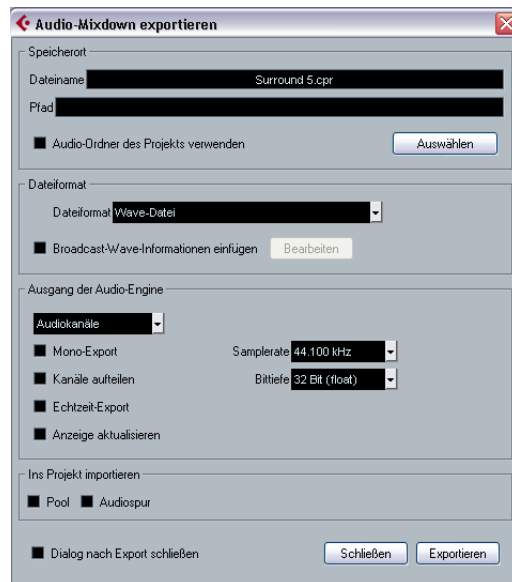 Audio-Mixdown exportieren
Speicherort
Dateiname Surround 5.cpr
Pfad
Audio-Ordner des Projekts verwenden Auswählen
Dateiformat
Dateiformat Wave-Datei
Broadcast-Wave-Informationen einfügen Bearbeiten
Ausgang der Audio-Engine
Audiokanäle
Mono-Export Samplerate 44.100 kHz
Kanäle aufteilen Bittiefe 32 Bit (float)
Echtzeit-Export
Anzeige aktualisieren
Ins Projekt importieren
Pool Audiospur
Dialog nach Export schließen Schließen Exportieren